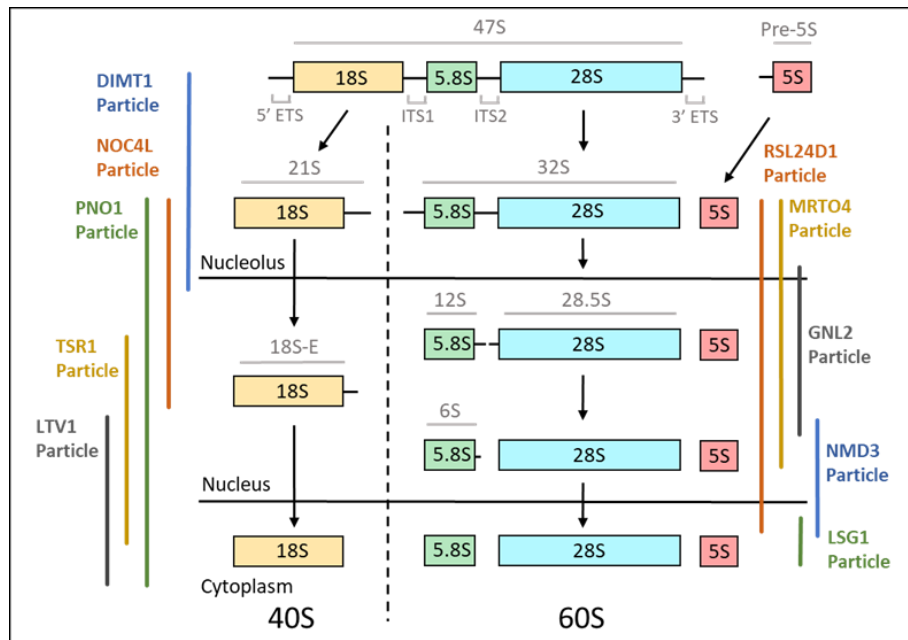 47S
Pre-5S
18S
5.8S
28S
5S
5' ETS
ITS1
ITS2
3' ETS
DIMT1
Particle
NOC4L
Particle
PNO1
Particle
TSR1
Particle
LTV1
Particle
21S
18S
32S
5.8S
28S
5S
Nucleolus
18S-E
18S
12S
28.5S
5.8S
28S
5S
6S
5.8S
28S
5S
Nucleus
18S
5.8S
28S
5S
Cytoplasm
40S
60S
RSL24D1
Particle
MRTO4
Particle
GNL2
Particle
NMD3
Particle
LSG1
Particle